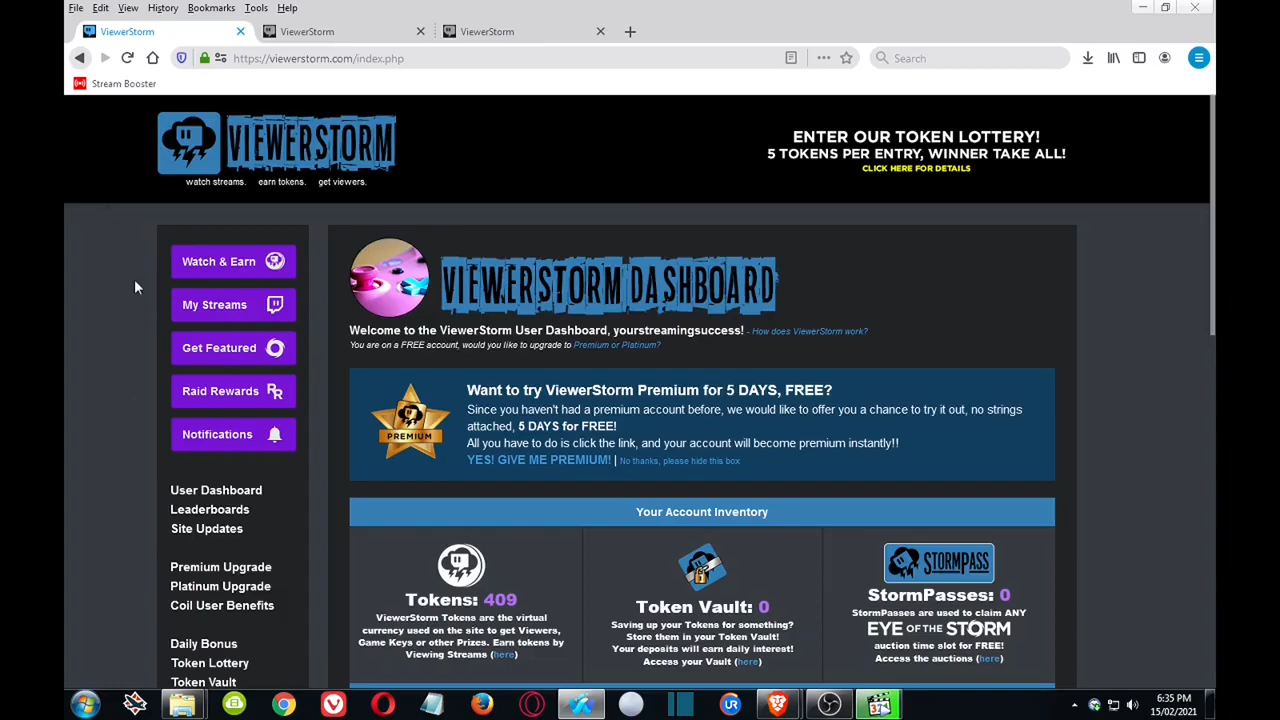 File Edit View History Bookmarks Tools Help
ViewerStorm ViewerStorm ViewerStorm
https://viewerstorm.com/index.php Search
Stream Booster
VIEWERSTORM
watch streams. earn tokens. get viewers.
ENTER OUR TOKEN LOTTERY!
5 TOKENS PER ENTRY, WINNER TAKE ALL!
CLICK HERE FOR DETAILS
Watch & Earn
My Streams
Get Featured
Raid Rewards
Notifications
User Dashboard
Leaderboards
Site Updates
Premium Upgrade
Platinum Upgrade
Coil User Benefits
Daily Bonus
Token Lottery
Token Vault
VIEWERSTORM DASHBOARD
Welcome to the ViewerStorm User Dashboard, yourstreamingsuccess! - How does ViewerStorm work?
You are on a FREE account, would you like to upgrade to Premium or Platinum?
PREMIUM
Want to try ViewerStorm Premium for 5 DAYS, FREE?
Since you haven't had a premium account before, we would like to offer you a chance to try it out, no strings
attached, 5 DAYS for FREE!
All you have to do is click the link, and your account will become premium instantly!!
YES! GIVE ME PREMIUM! | No thanks, please hide this box
Your Account Inventory
Tokens: 409
ViewerStorm Tokens are the virtual
currency used on the site to get Viewers,
Game Keys or other Prizes. Earn tokens by
Viewing Streams (here)
Token Vault: 0
Saving up your Tokens for something?
Store them in your Token Vault!
Your deposits will earn daily interest!
Access your Vault (here)
STORMPASS
StormPasses: 0
StormPasses are used to claim ANY
EYE OF THE STORM
auction time slot for FREE!
Access the auctions (here)
6:35 PM
15/02/2021